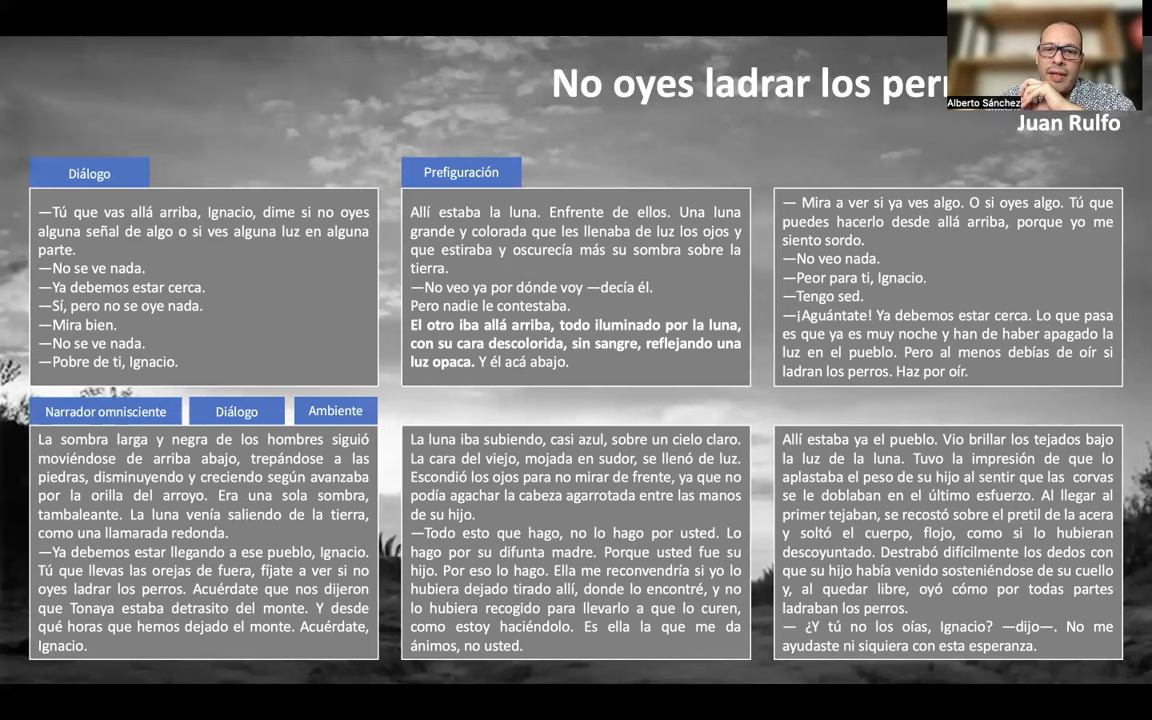 No oyes ladrar los per
Alberto Sánchez
Juan Rulfo
Diálogo
—Tú que vas allá arriba, Ignacio, dime si no oyes
alguna señal de algo o si ves alguna luz en alguna
parte.
—No se ve nada.
—Ya debemos estar cerca.
—Sí, pero no se oye nada.
—Mira bien.
—No se ve nada.
—Pobre de ti, Ignacio.
Prefiguración
Allí estaba la luna. Enfrente de ellos. Una luna
grande y colorada que les llenaba de luz los ojos y
que estiraba y oscurecía más su sombra sobre la
tierra.
—No veo ya por dónde voy —decía él.
Pero nadie le contestaba.
El otro iba allá arriba, todo iluminado por la luna,
con su cara descolorida, sin sangre, reflejando una
luz opaca. Y él acá abajo.
— Mira a ver si ya ves algo. O si oyes algo. Tú que
puedes hacerlo desde allá arriba, porque yo me
siento sordo.
—No veo nada.
—Peor para ti, Ignacio.
—Tengo sed.
—¡Aguántate! Ya debemos estar cerca. Lo que pasa
es que ya es muy noche y han de haber apagado la
luz en el pueblo. Pero al menos debías de oír si
ladran los perros. Haz por oír.
Narrador omnisciente
Diálogo
Ambiente
La sombra larga y negra de los hombres siguió
moviéndose de arriba abajo, trepándose a las
piedras, disminuyendo y creciendo según avanzaba
por la orilla del arroyo. Era una sola sombra,
tambaleante. La luna venía saliendo de la tierra,
como una llamarada redonda.
—Ya debemos estar llegando a ese pueblo, Ignacio.
Tú que llevas las orejas de fuera, fíjate a ver si no
oyes ladrar los perros. Acuérdate que nos dijeron
que Tonaya estaba detrasito del monte. Y desde
qué horas que hemos dejado el monte. Acuérdate,
Ignacio.
La luna iba subiendo, casi azul, sobre un cielo claro.
La cara del viejo, mojada en sudor, se llenó de luz.
Escondió los ojos para no mirar de frente, ya que no
podía agachar la cabeza agarrotada entre las manos
de su hijo.
—Todo esto que hago, no lo hago por usted. Lo
hago por su difunta madre. Porque usted fue su
hijo. Por eso lo hago. Ella me reconvendría si yo lo
hubiera dejado tirado allí, donde lo encontré, y no
lo hubiera recogido para llevarlo a que lo curen,
como estoy haciéndolo. Es ella la que me da
ánimos, no usted.
Allí estaba ya el pueblo. Vio brillar los tejados bajo
la luz de la luna. Tuvo la impresión de que lo
aplastaba el peso de su hijo al sentir que las corvas
se le doblaban en el último esfuerzo. Al llegar al
primer tejaban, se recostó sobre el pretil de la acera
y soltó el cuerpo, flojo, como si lo hubieran
descoyuntado. Destrabó difícilmente los dedos con
que su hijo había venido sosteniéndose de su cuello
y, al quedar libre, oyó cómo por todas partes
ladraban los perros.
— ¿Y tú no los oías, Ignacio? —dijo—. No me
ayudaste ni siquiera con esta esperanza.